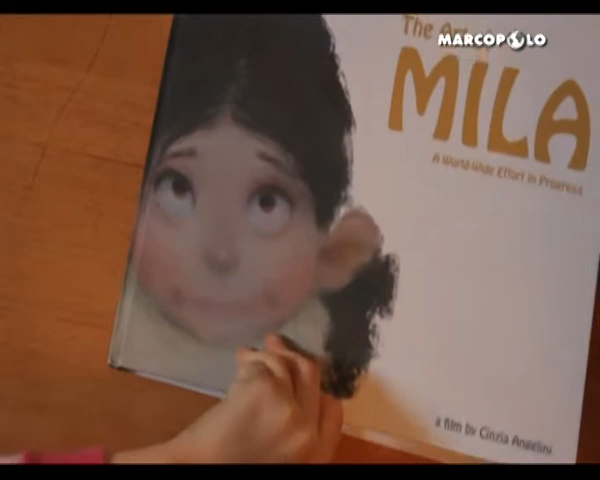 MARCOPOLO
The Art
MILA
A World-Wide Effort in Progress
a film by Cinzia Angelini